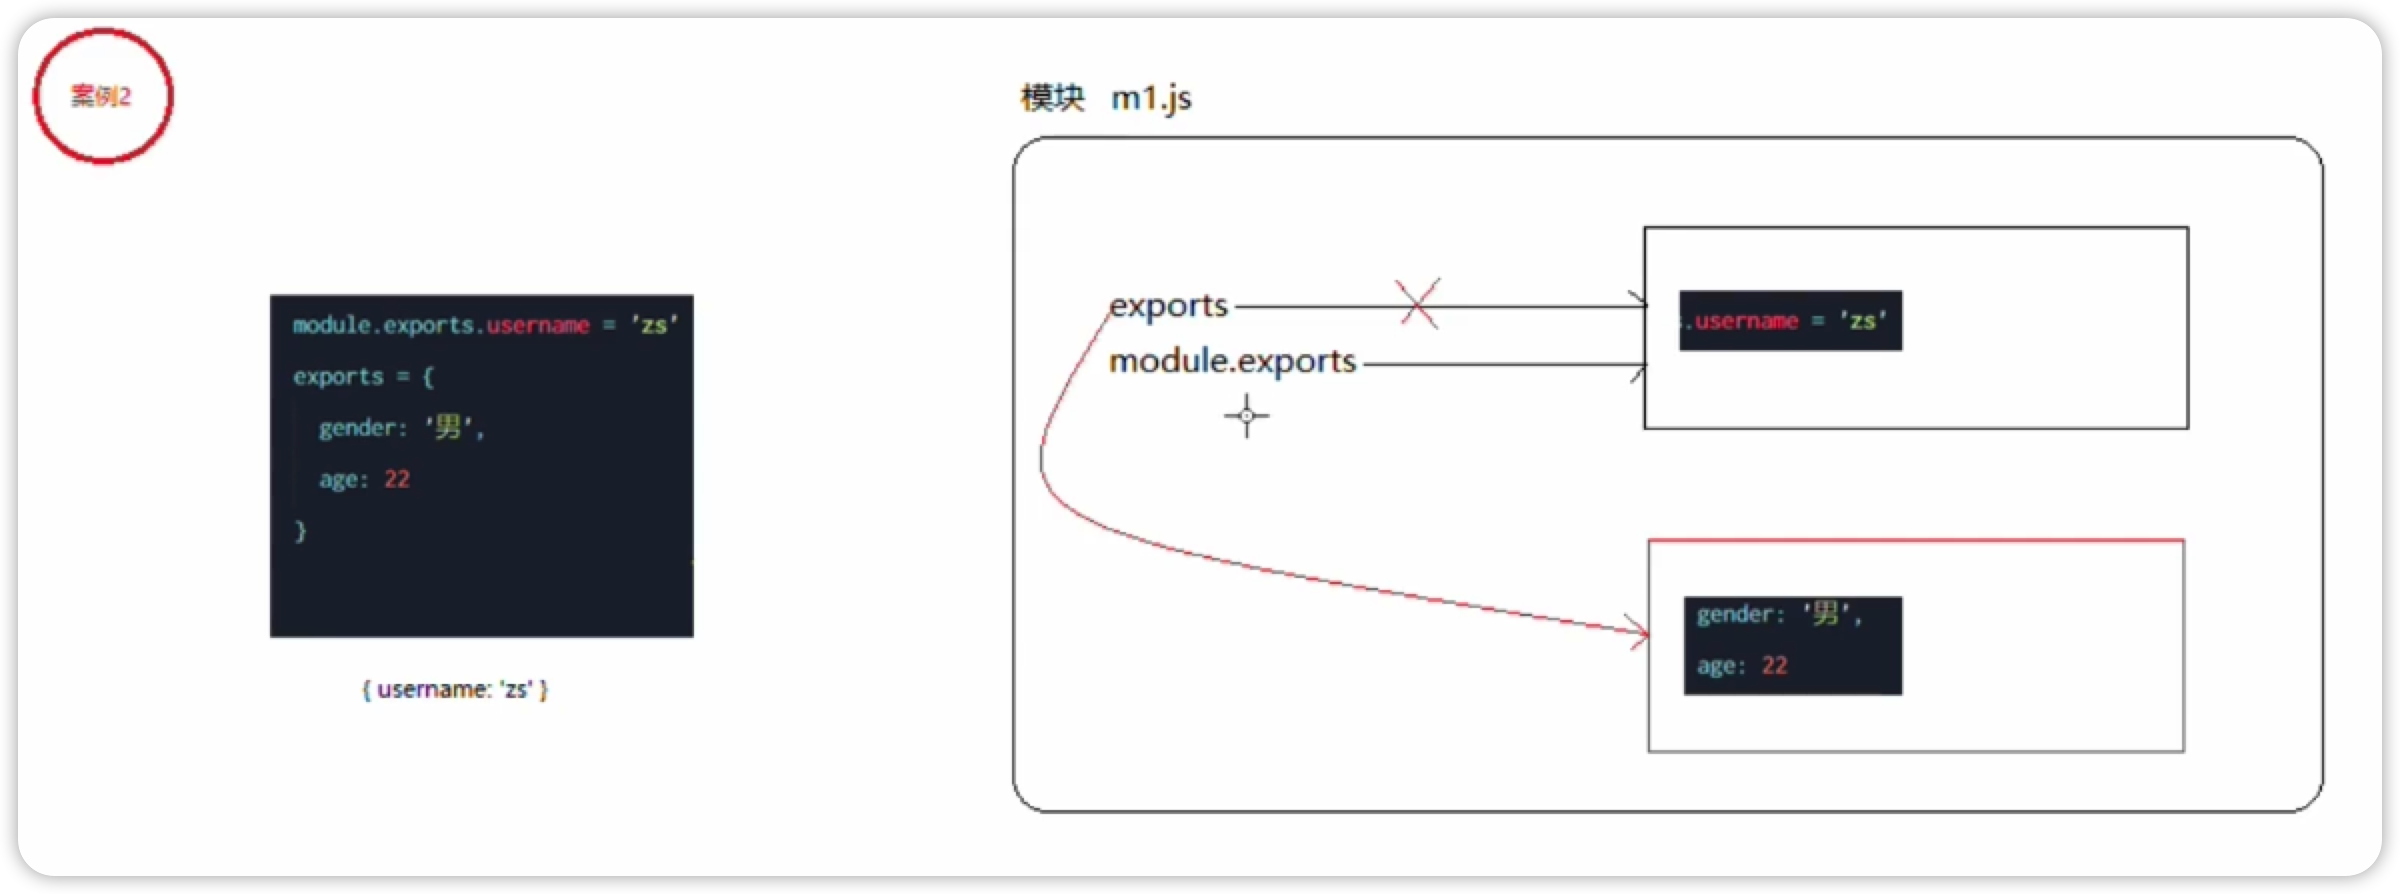 案例2
模块 m1.js
module.exports.username = 'zs'
exports = {
gender: '男',
age: 22
}
{ username: 'zs' }
exports
module.exports
.username = 'zs'
gender: '男',
age: 22